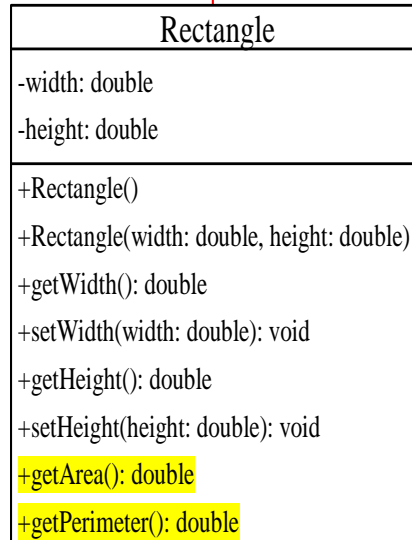 Rectangle
-width: double
-height: double
+Rectangle()
+Rectangle(width: double, height: double)
+getWidth(): double
+setWidth(width: double): void
+getHeight(): double
+setHeight(height: double): void
+getArea(): double
+getPerimeter(): double